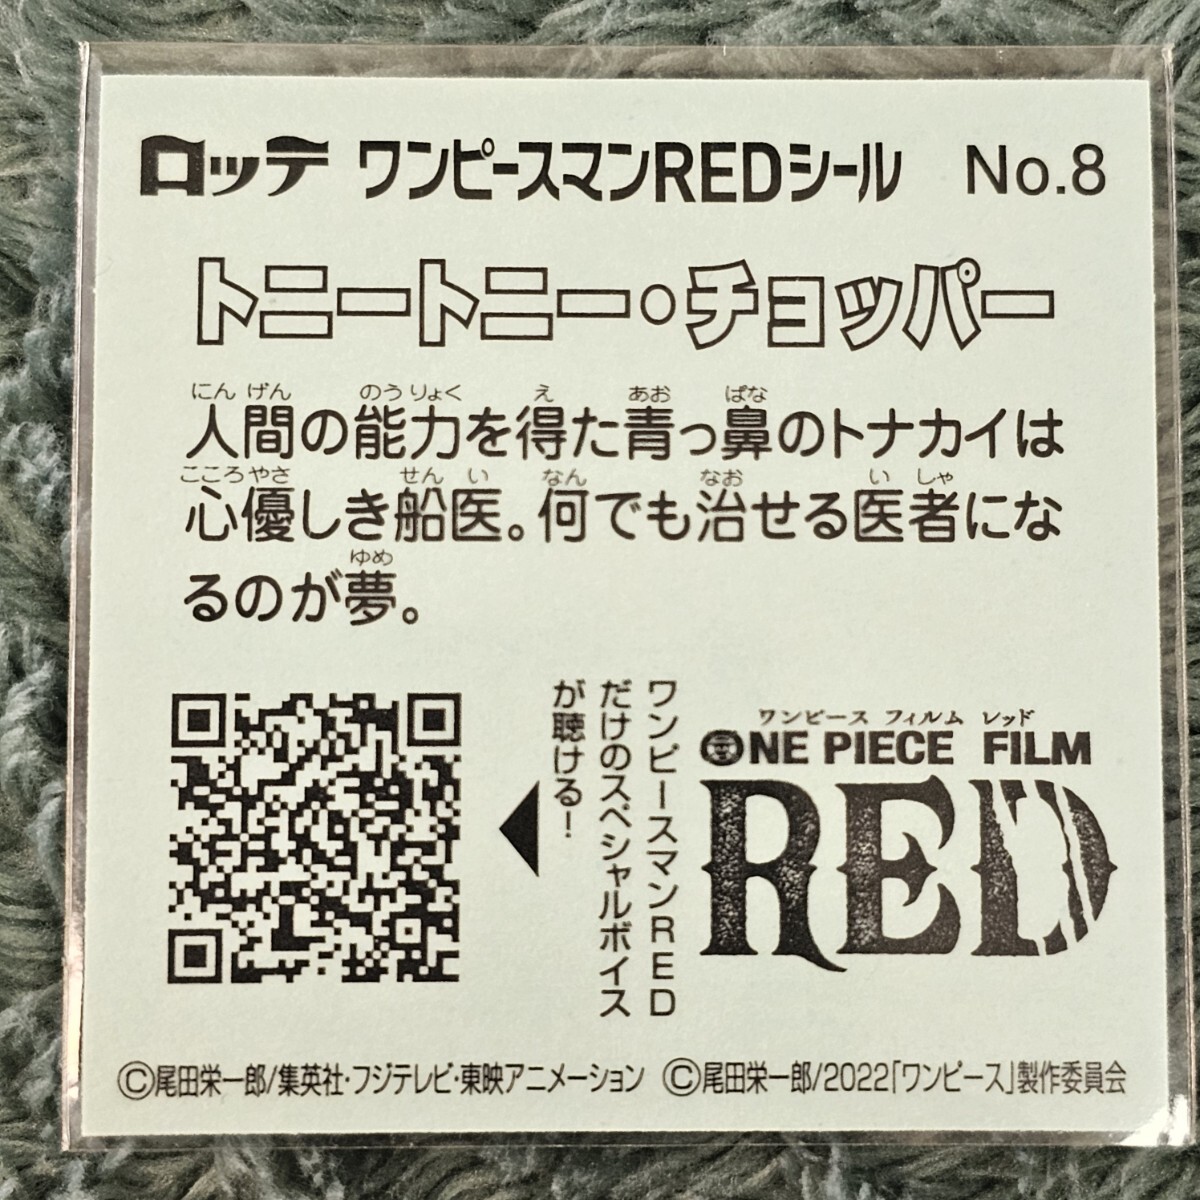 ロッテ ワンピースマンREDシール No.8
トニートニー・チョッパー
にんげん のうりょく え あお ぱな
人間の能力を得た青っ鼻のトナカイは
こころやさ せんい なん なお いしゃ
心優しき船医。何でも治せる医者にな
ゆめ
るのが夢。
ワンピースマンRED
だけのスペシャルボイス
が聴ける!
ワンピース フィルム レッド
ONE PIECE FILM
RED
©尾田栄一郎/集英社・フジテレビ・東映アニメーション ©尾田栄一郎/2022「ワンピース」製作委員会